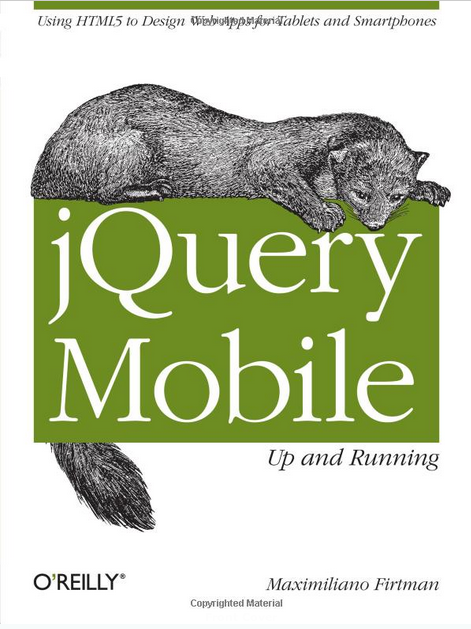 Using HTML5 to Design Web Apps for Tablets and Smartphones
jQuery
Mobile
Up and Running
O'REILLY®
Maximiliano Firtman
Copyrighted Material